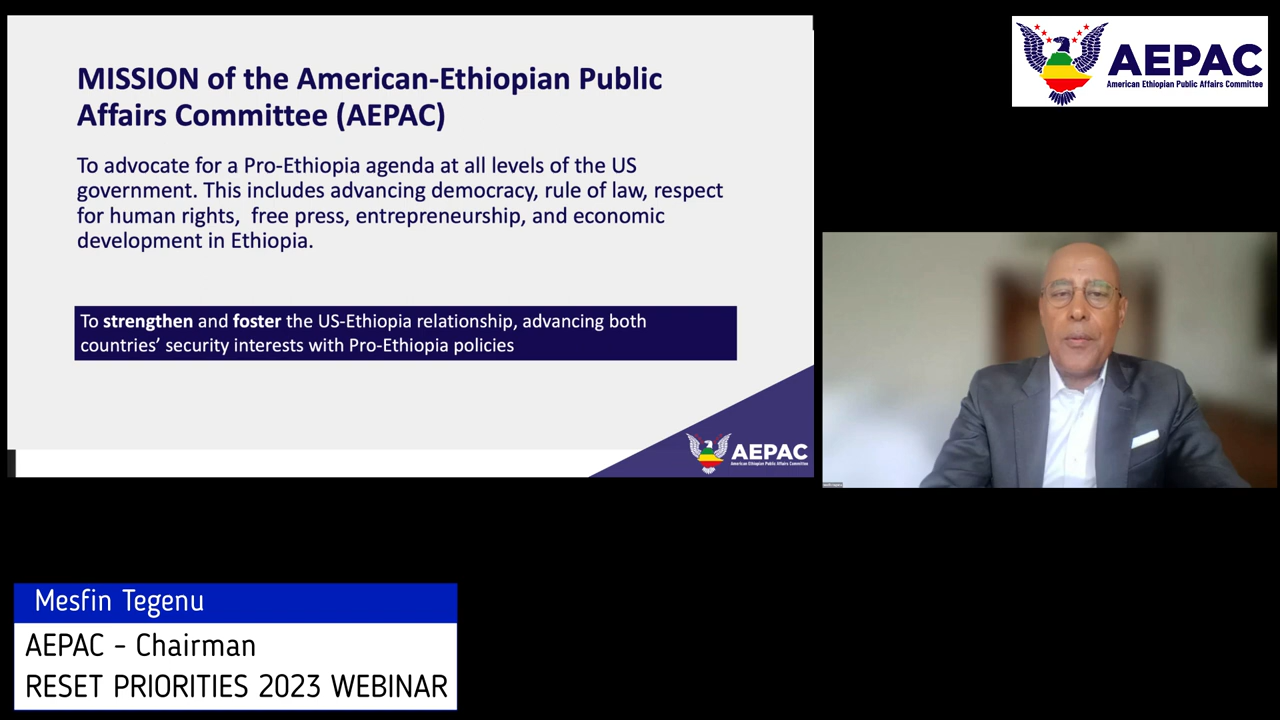 MISSION of the American-Ethiopian Public
Affairs Committee (AEPAC)
To advocate for a Pro-Ethiopia agenda at all levels of the US
government. This includes advancing democracy, rule of law, respect
for human rights,  free press, entrepreneurship, and economic
development in Ethiopia.
To strengthen and foster the US-Ethiopia relationship, advancing both
countries’ security interests with Pro-Ethiopia policies
AEPAC
American Ethiopian Public Affairs Committee
AEPAC
American Ethiopian Public Affairs Committee
Mesfin Tegenu
AEPAC - Chairman
RESET PRIORITIES 2023 WEBINAR